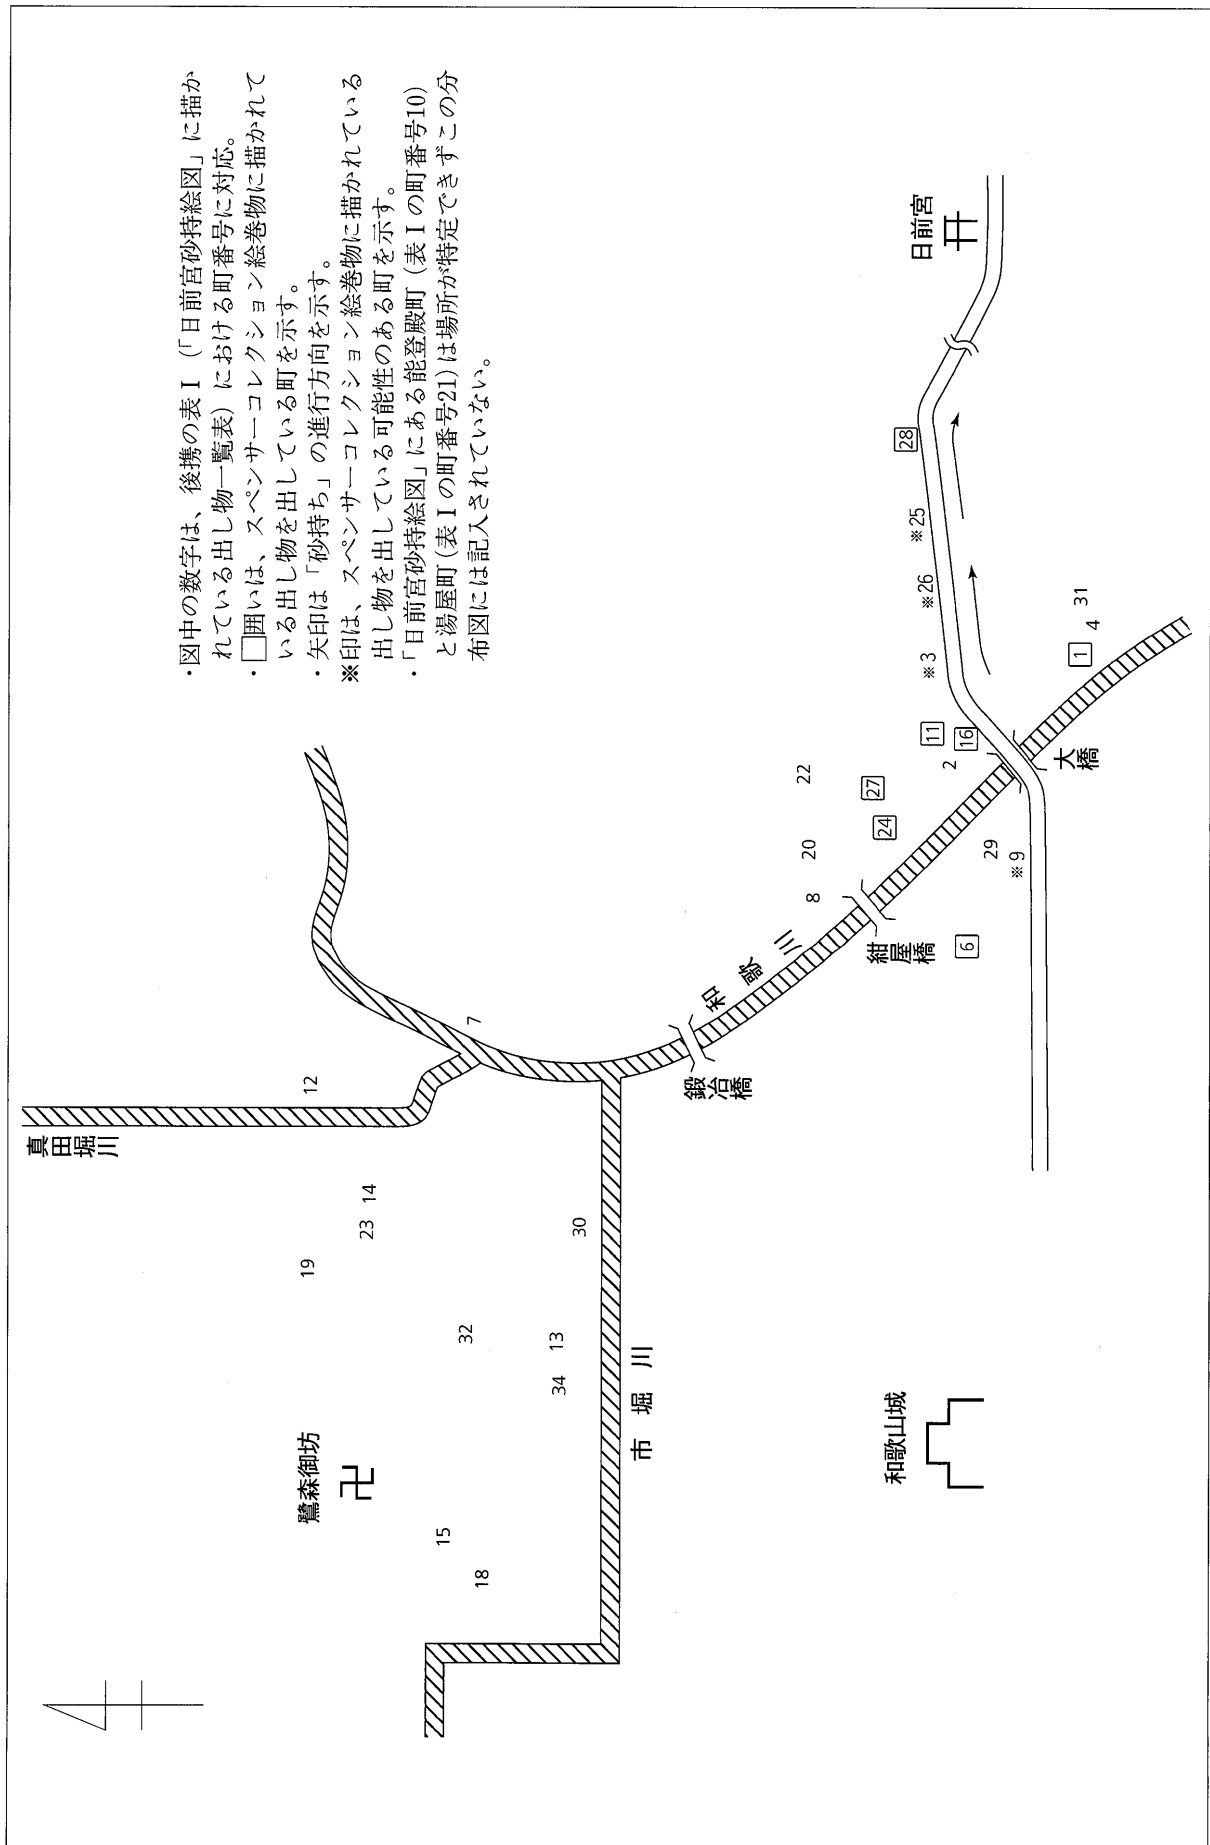 ・図中の数字は、後携の表Ⅰ（「日前宮砂持絵図」に描か
れている出し物一覧表）における町番号に対応。
・□囲いは、スペンサーコレクション絵巻物に描かれて
いる出し物を出している町を示す。
・矢印は「砂持ち」の進行方向を示す。
※印は、スペンサーコレクション絵巻物に描かれている
出し物を出している可能性のある町を示す。
・「日前宮砂持絵図」にある能登殿町（表Ⅰの町番号10）
と湯屋町（表Ⅰの町番号21）は場所が特定できずこの分
布図には記入されていない。
真田堀川
12
19
23
14
鷺森御坊
15
18
32
34
13
30
7
市堀川
鍛冶橋
和歌川
和歌山城
8
20
22
24
27
紺屋橋
6
29
※9
2
11
16
大橋
1
4
31
※3
※26
※25
28
日前宮